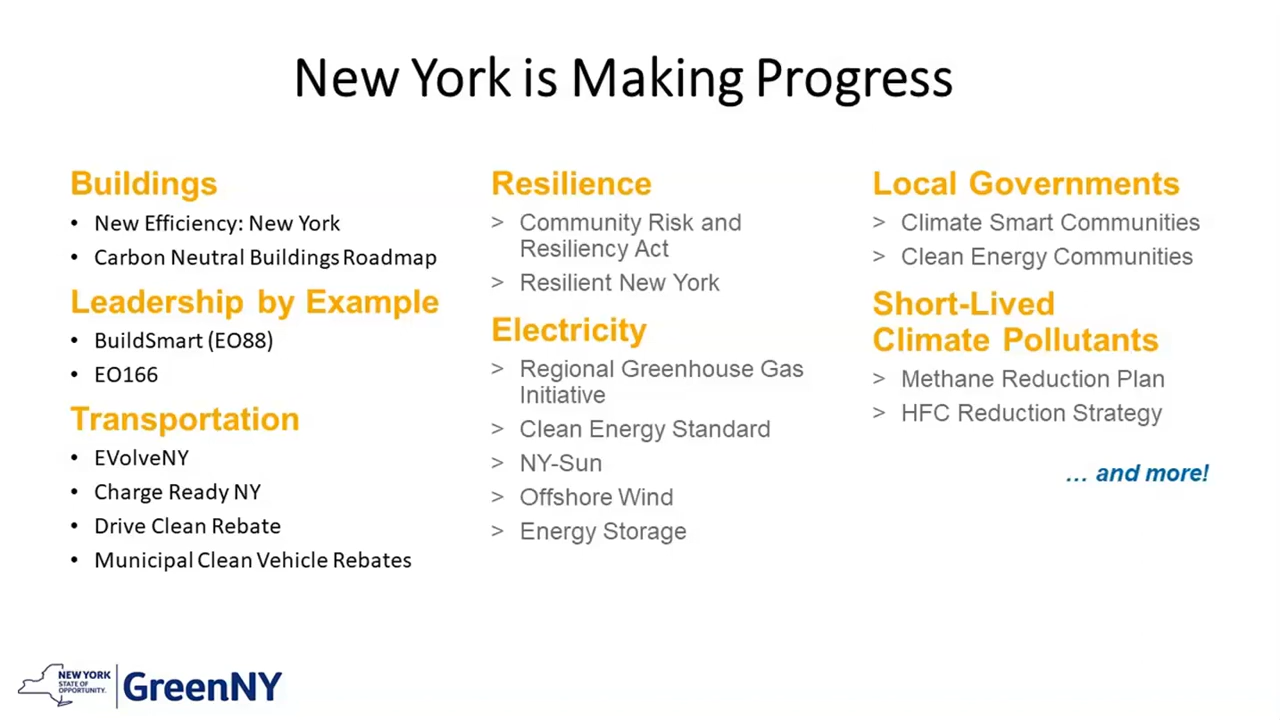 New York is Making Progress
Buildings
• New Efficiency: New York
• Carbon Neutral Buildings Roadmap
Leadership by Example
• BuildSmart (EO88)
• EO166
Transportation
• EVolveNY
• Charge Ready NY
• Drive Clean Rebate
• Municipal Clean Vehicle Rebates
Resilience
> Community Risk and
Resiliency Act
> Resilient New York
Electricity
> Regional Greenhouse Gas
Initiative
> Clean Energy Standard
> NY-Sun
> Offshore Wind
> Energy Storage
Local Governments
> Climate Smart Communities
> Clean Energy Communities
Short-Lived
Climate Pollutants
> Methane Reduction Plan
> HFC Reduction Strategy
… and more!
NEW YORK
STATE OF
OPPORTUNITY.
GreenNY